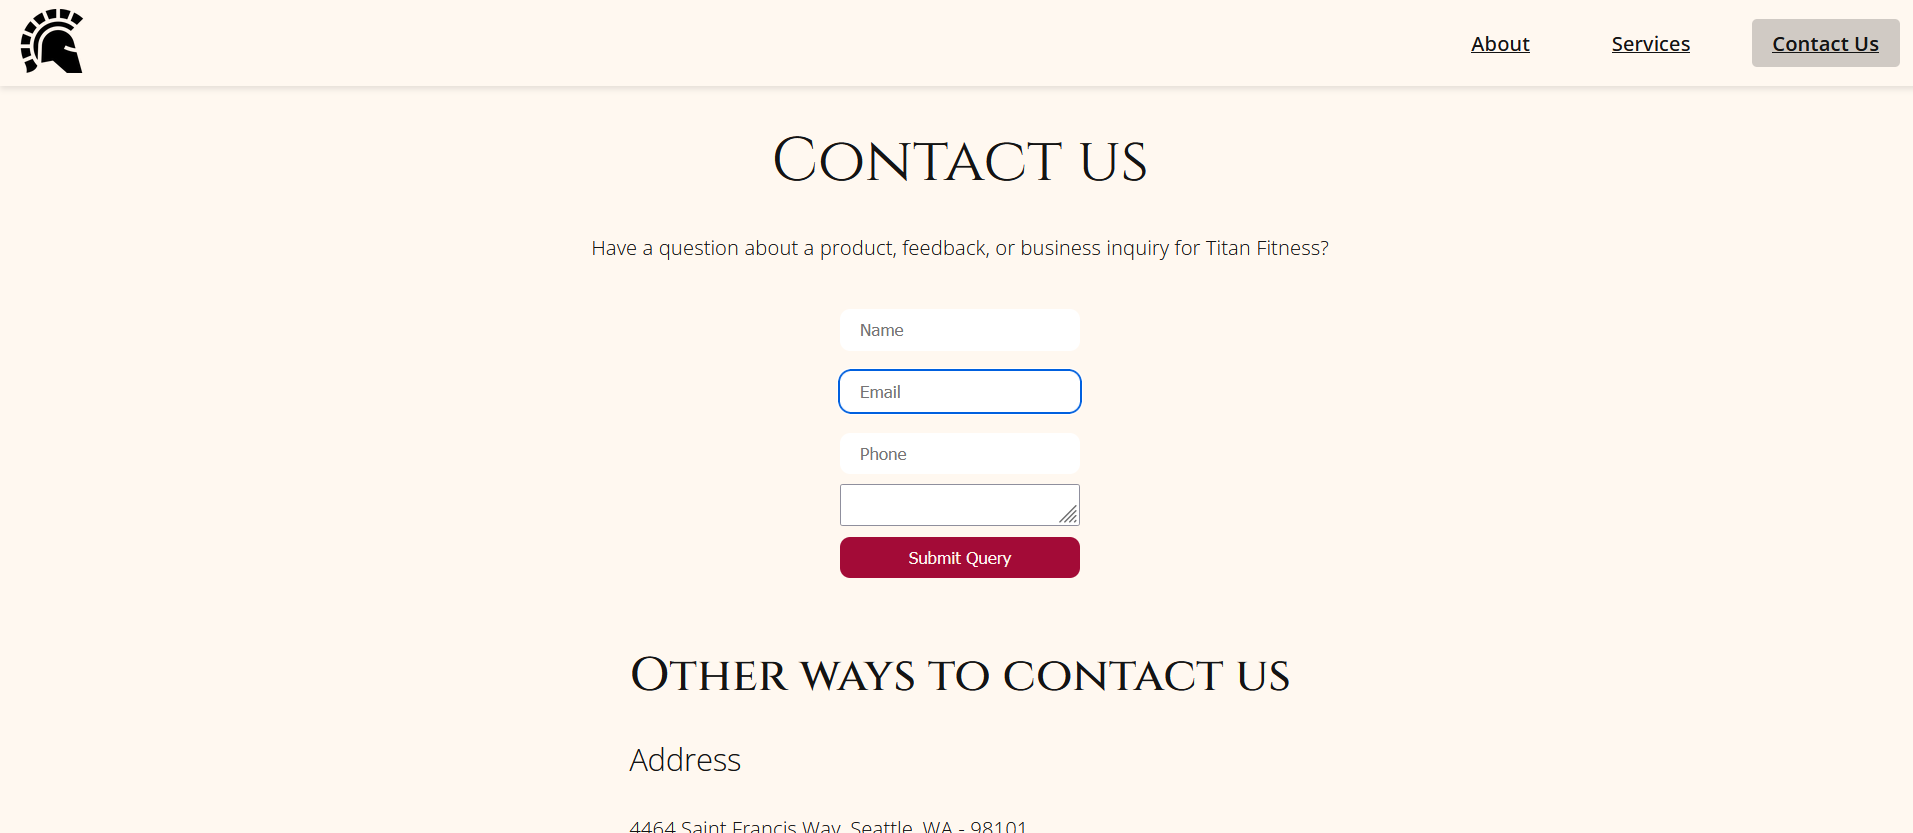 About
Services
Contact Us
Contact us
Have a question about a product, feedback, or business inquiry for Titan Fitness?
Name
Email
Phone
Submit Query
Other ways to contact us
Address
4464 Saint Francis Way, Seattle, WA - 98101